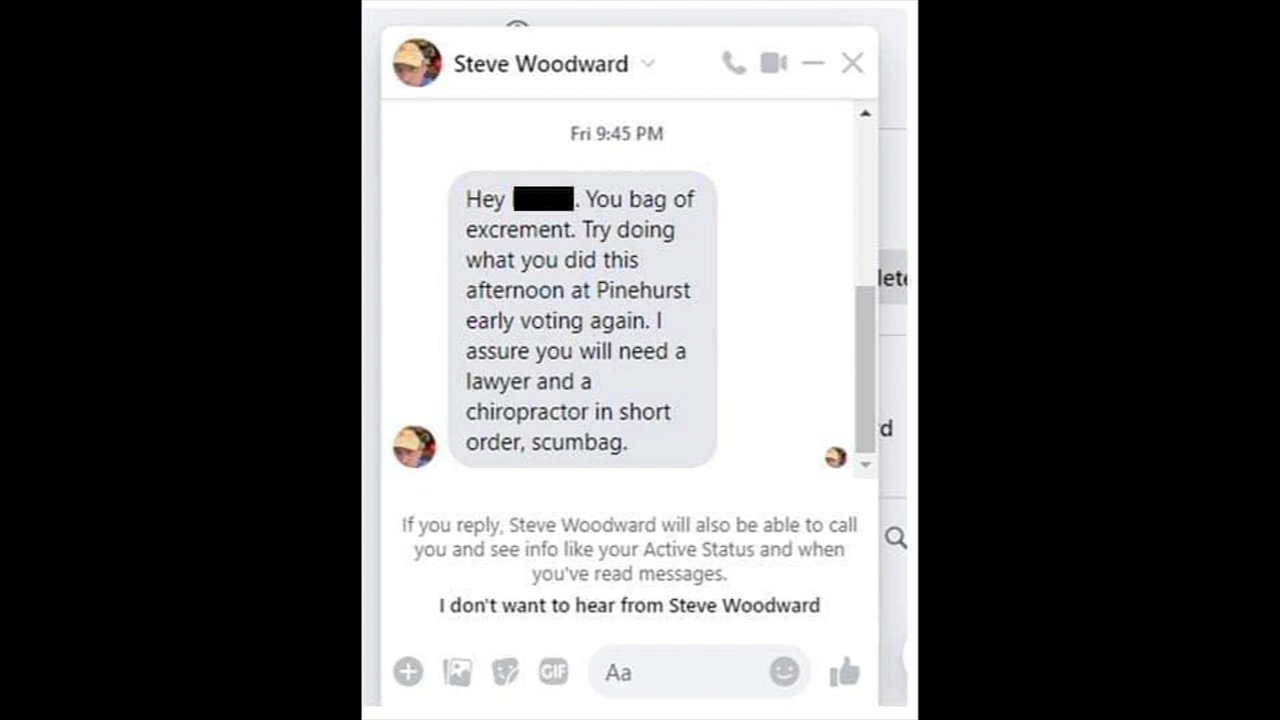 Steve Woodward
Fri 9:45 PM
Hey . You bag of
excrement. Try doing
what you did this
afternoon at Pinehurst
early voting again. I
assure you will need a
lawyer and a
chiropractor in short
order, scumbag.
If you reply, Steve Woodward will also be able to call
you and see info like your Active Status and when
you've read messages.
I don't want to hear from Steve Woodward
GIF Aa